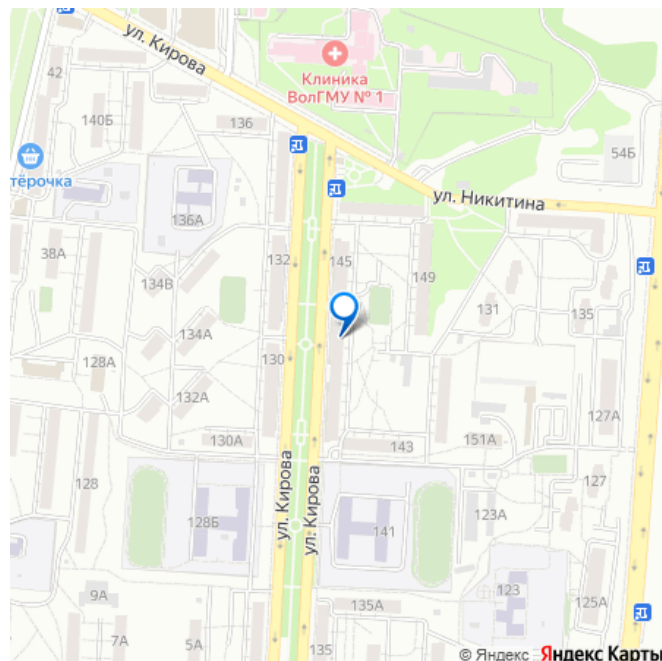 ул. Кирова
42
140Б
136
Клиника
ВолГМУ № 1
54Б
тёрочка
ул. Никитина
136А
38А
132
145
149
134В
131
135
134А
130
128А
132А
127А
130А
143
151А
128
ул. Кирова
ул. Кирова
127
128Б
141
123А
9А
123
125А
135А
7А
5А
135
© Яндекс Яндекс Карты